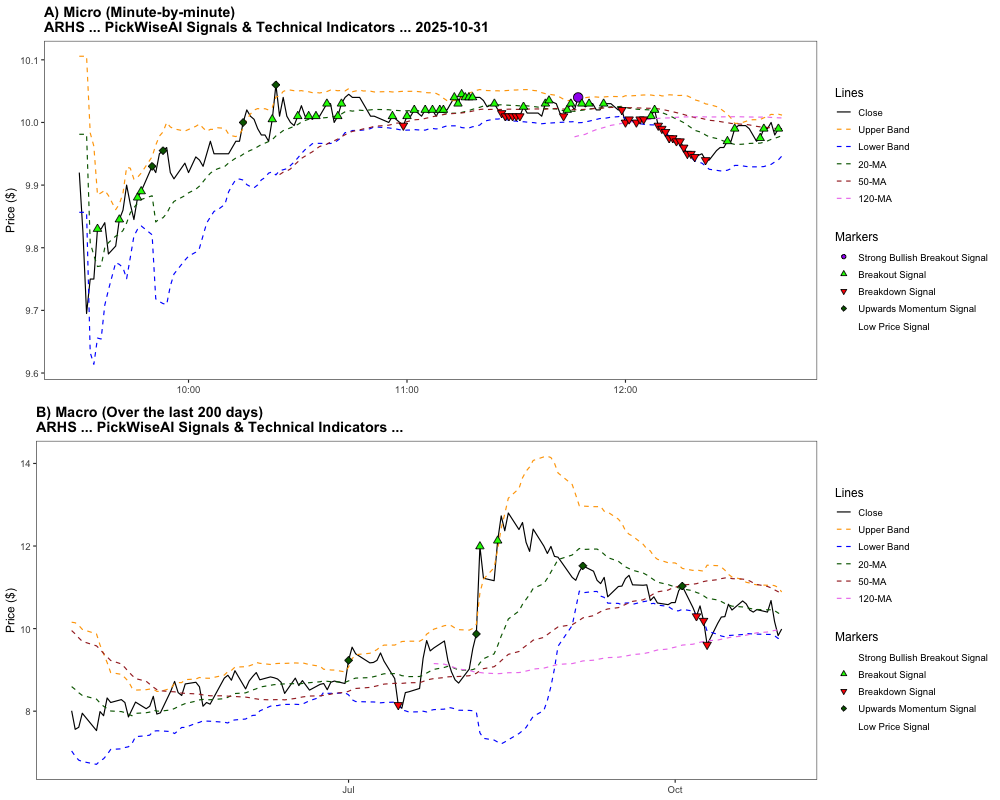 A) Micro (Minute-by-minute)
ARHS ... PickWiseAI Signals & Technical Indicators ... 2025-10-31
Price ($)
10.1
10.0
9.9
9.8
9.7
9.6
10:00
11:00
12:00
Lines
Close
Upper Band
Lower Band
20-MA
50-MA
120-MA
Markers
Strong Bullish Breakout Signal
Breakout Signal
Breakdown Signal
Upwards Momentum Signal
Low Price Signal
B) Macro (Over the last 200 days)
ARHS ... PickWiseAI Signals & Technical Indicators ...
Price ($)
14
12
10
8
Jul
Oct
Lines
Close
Upper Band
Lower Band
20-MA
50-MA
120-MA
Markers
Strong Bullish Breakout Signal
Breakout Signal
Breakdown Signal
Upwards Momentum Signal
Low Price Signal